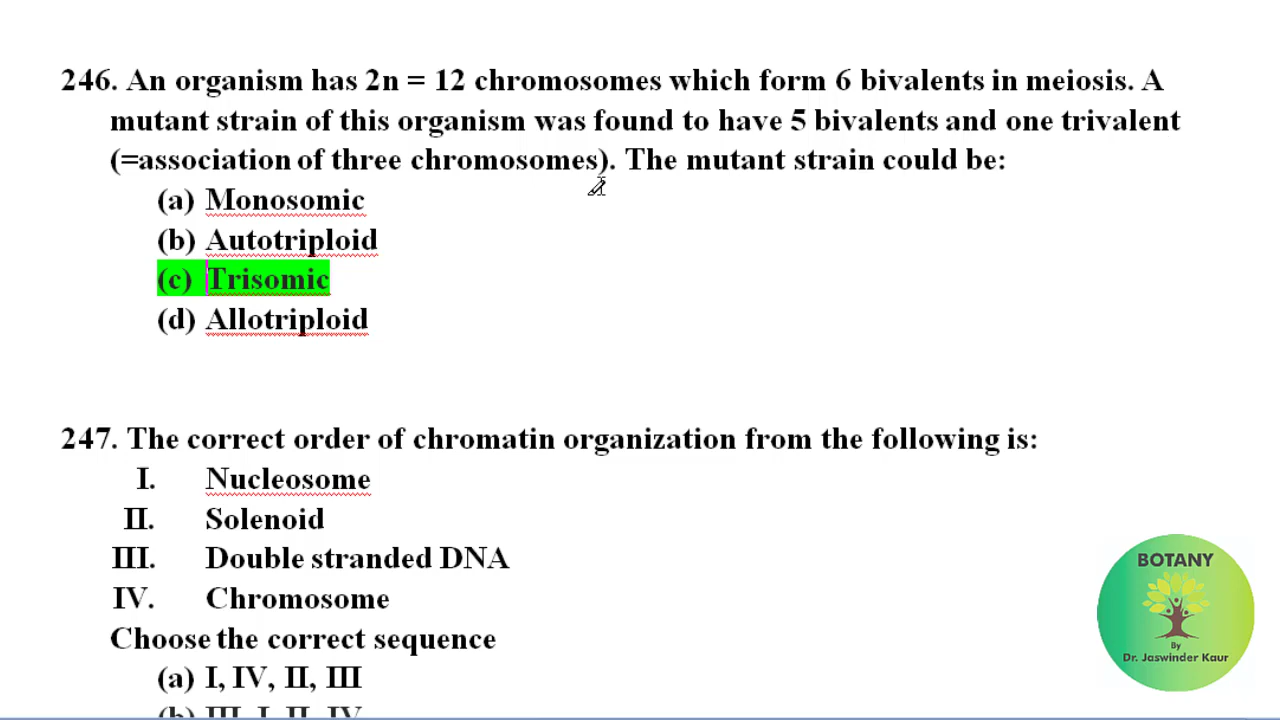 246. An organism has 2n = 12 chromosomes which form 6 bivalents in meiosis. A
mutant strain of this organism was found to have 5 bivalents and one trivalent
(=association of three chromosomes). The mutant strain could be:
(a) Monosomic
(b) Autotriploid
(c) Trisomic
(d) Allotriploid
247. The correct order of chromatin organization from the following is:
I. Nucleosome
II. Solenoid
III. Double stranded DNA
IV. Chromosome
Choose the correct sequence
(a) I, IV, II, III
(b) III, I, II, IV
BOTANY
By
Dr. Jaswinder Kaur